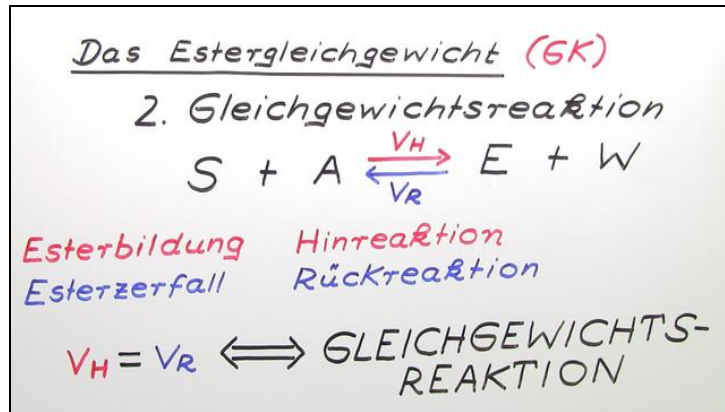 Das Estergleichgewicht (GK)
2. Gleichgewichtsreaktion
VH
S + A ⇄ E + W
VR
Esterbildung Hinreaktion
Esterzerfall Rückreaktion
VH = VR ⟺ GLEICHGEWICHTS-
REAKTION